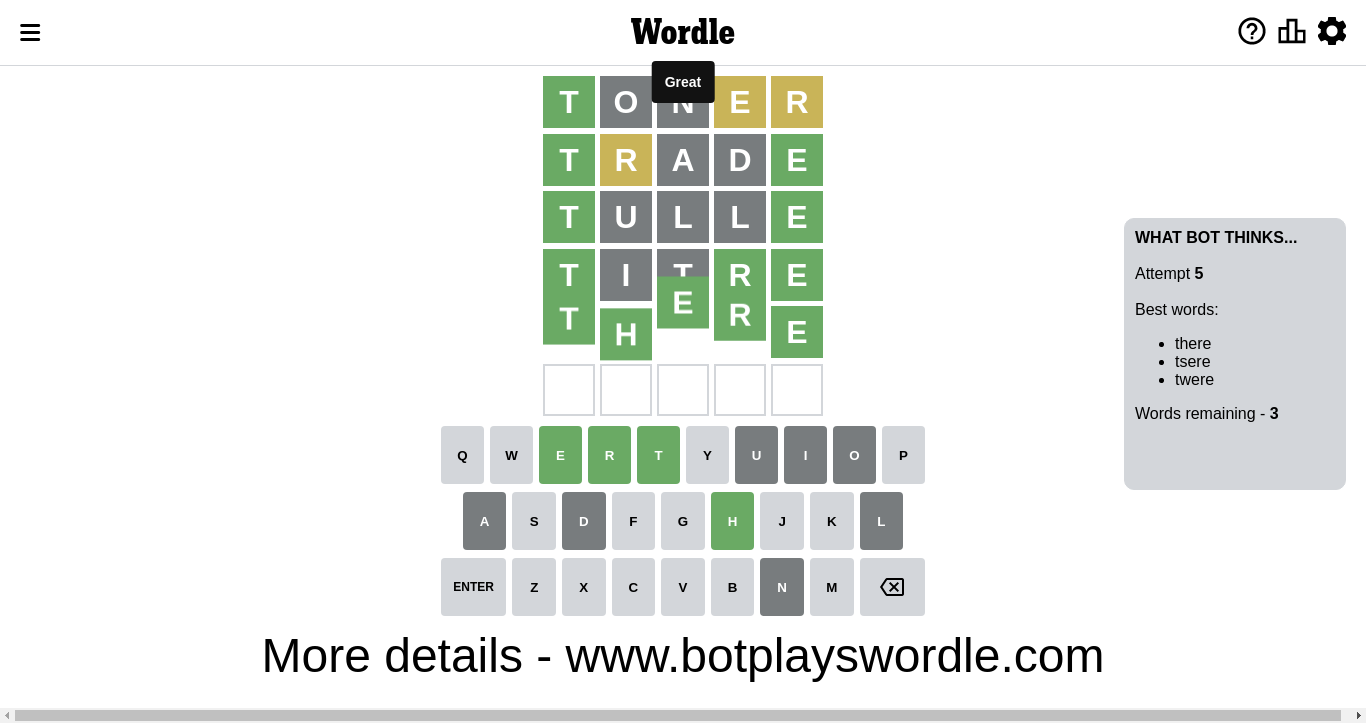 Wordle
Great
T O N E R
T R A D E
T U L L E
T I T R E
T H E R E
WHAT BOT THINKS...
Attempt 5
Best words:
there
tsere
twere
Words remaining - 3
Q W E R T Y U I O P
A S D F G H J K L
ENTER Z X C V B N M
More details - www.botplayswordle.com